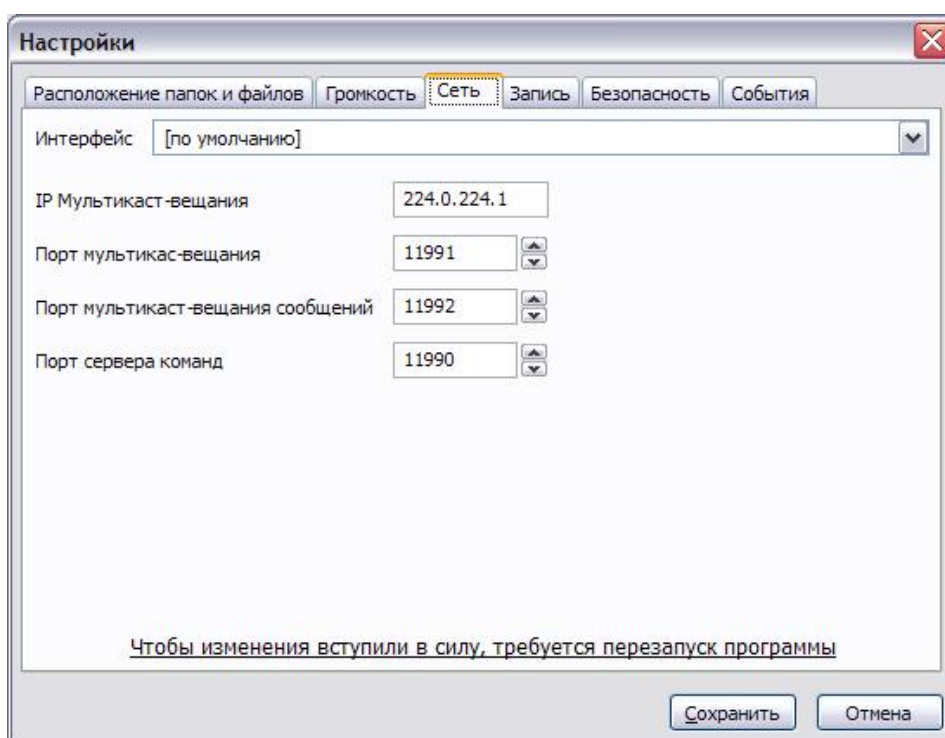 Настройки
Расположение папок и файлов Громкость Сеть Запись Безопасность События
Интерфейс [по умолчанию]
IP Мультикаст-вещания 224.0.224.1
Порт мультикас-вещания 11991
Порт мультикаст-вещания сообщений 11992
Порт сервера команд 11990
Чтобы изменения вступили в силу, требуется перезапуск программы
Сохранить Отмена